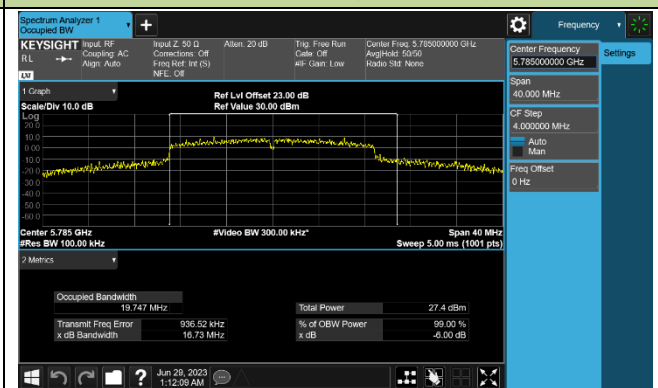 Spectrum Analyzer 1
Occupied BW
Frequency
KEYSIGHT
RL
Input: RF
Coupling: AC
Align: Auto
Input Z: 50 Ω
Corrections: Off
Freq Ref: Int (S)
NFE: Off
Atten: 20 dB
Trig: Free Run
Gate: Off
#IF Gain: Low
Center Freq: 5.785000000 GHz
Avg|Hold: 50/50
Radio Std: None
LXI
1 Graph
Scale/Div 10.0 dB
Ref Lvl Offset 23.00 dB
Ref Value 30.00 dBm
Log
20.0
10.0
0.00
-10.0
-20.0
-30.0
-40.0
-50.0
-60.0
Center 5.785 GHz
#Res BW 100.00 kHz
#Video BW 300.00 kHz*
Span 40 MHz
Sweep 5.00 ms (1001 pts)
2 Metrics
Occupied Bandwidth
19.747 MHz
Transmit Freq Error 936.52 kHz
x dB Bandwidth 16.73 MHz
Total Power 27.4 dBm
% of OBW Power 99.00 %
x dB -6.00 dB
Center Frequency
5.785000000 GHz
Span
40.000 MHz
CF Step
4.000000 MHz
Auto
Man
Freq Offset
0 Hz
Settings
Jun 29, 2023
1:12:09 AM